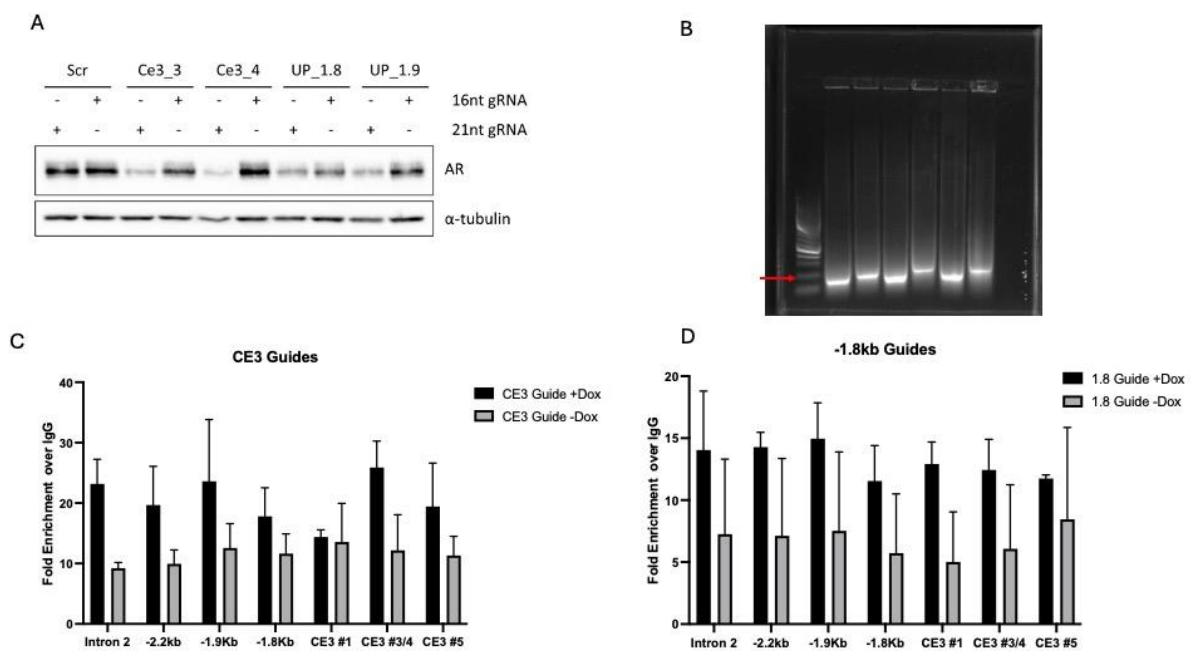 A
Scr Ce3_3 Ce3_4 UP_1.8 UP_1.9
- + - + - + - + - + 16nt gRNA
+ - + - + - + - + - 21nt gRNA
AR
α-tubulin
B
C
CE3 Guides
Fold Enrichment over IgG
40
30
20
10
0
Intron 2 -2.2kb -1.9Kb -1.8Kb CE3 #1 CE3 #3/4 CE3 #5
CE3 Guide +Dox
CE3 Guide -Dox
D
-1.8kb Guides
Fold Enrichment over IgG
20
15
10
5
0
Intron 2 -2.2kb -1.9Kb -1.8Kb CE3 #1 CE3 #3/4 CE3 #5
1.8 Guide +Dox
1.8 Guide -Dox